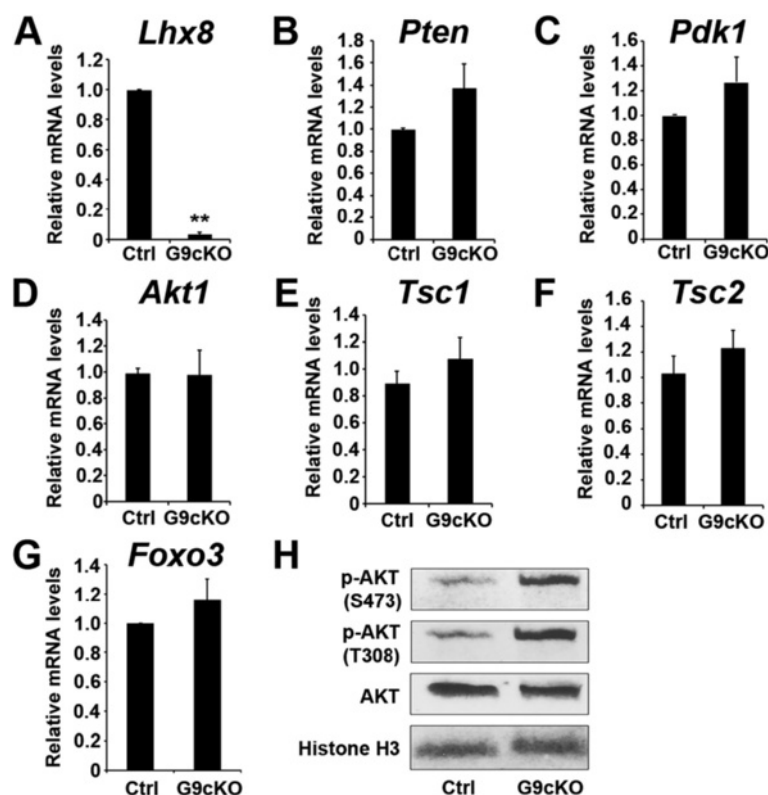 A
Lhx8
Relative mRNA levels
1.2
1.0
0.8
0.6
0.4
0.2
0
**
Ctrl G9cKO
B
Pten
Relative mRNA levels
1.8
1.6
1.4
1.2
1.0
0.8
0.6
0.4
0.2
0
Ctrl G9cKO
C
Pdk1
Relative mRNA levels
1.6
1.4
1.2
1.0
0.8
0.6
0.4
0.2
0
Ctrl G9cKO
D
Akt1
Relative mRNA levels
1.4
1.2
1.0
0.8
0.6
0.4
0.2
0
Ctrl G9cKO
E
Tsc1
Relative mRNA levels
1.4
1.2
1.0
0.8
0.6
0.4
0.2
0
Ctrl G9cKO
F
Tsc2
Relative mRNA levels
1.6
1.4
1.2
1.0
0.8
0.6
0.4
0.2
0
Ctrl G9cKO
G
Foxo3
Relative mRNA levels
1.4
1.2
1.0
0.8
0.6
0.4
0.2
0
Ctrl G9cKO
H
p-AKT
(S473)
p-AKT
(T308)
AKT
Histone H3
Ctrl G9cKO